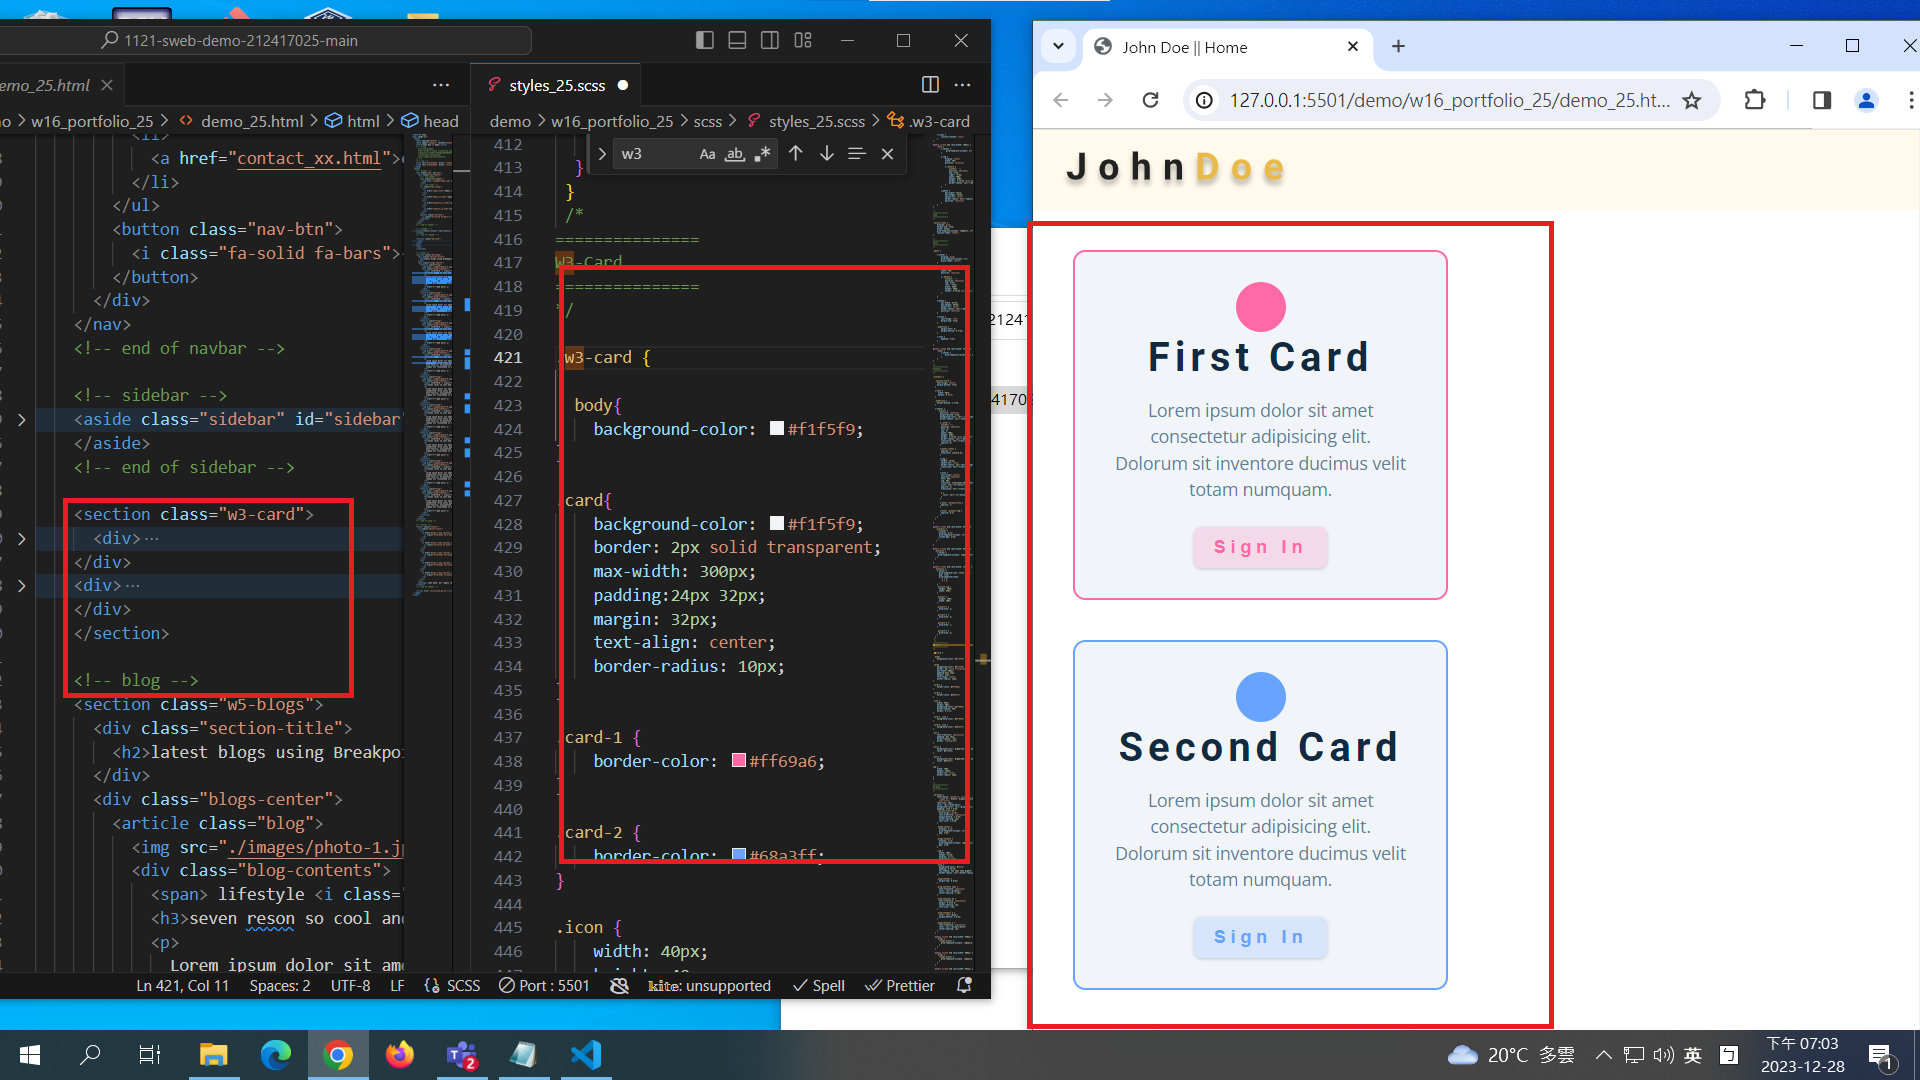 1121-sweb-demo-212417025-main
emo_25.html
styles_25.scss
w16_portfolio_25 > demo_25.html > html > head
demo > w16_portfolio_25 > scss > styles_25.scss > .w3-card
w3
Aa ab .*
</li>
<a href="contact_xx.html">
</li>
</ul>
<button class="nav-btn">
<i class="fa-solid fa-bars">
</button>
</div>
</nav>
<!-- end of navbar -->
<!-- sidebar -->
<aside class="sidebar" id="sidebar"
</aside>
<!-- end of sidebar -->
<section class="w3-card">
<div>…
</div>
<div>…
</div>
</section>
<!-- blog -->
<section class="w5-blogs">
<div class="section-title">
<h2>latest blogs using Breakpoi
</div>
<div class="blogs-center">
<article class="blog">
<img src="./images/photo-1.jp
<div class="blog-contents">
<span> lifestyle <i class="
<h3>seven reson so cool and
<p>
Lorem ipsum dolor sit ame
412
413 }
414 }
415 /*
416 ===============
417 w3-Card
418 ===============
419 */
420
421 w3-card {
422
423 body{
424 background-color: #f1f5f9;
425
426
427 card{
428 background-color: #f1f5f9;
429 border: 2px solid transparent;
430 max-width: 300px;
431 padding:24px 32px;
432 margin: 32px;
433 text-align: center;
434 border-radius: 10px;
435
436
437 card-1 {
438 border-color: #ff69a6;
439
440
441 card-2 {
442 border-color: #68a3ff;
443 }
444
445 .icon {
446 width: 40px;
Ln 421, Col 11 Spaces: 2 UTF-8 LF SCSS Port : 5501 kite: unsupported Spell Prettier
21241
4170
John Doe || Home
127.0.0.1:5501/demo/w16_portfolio_25/demo_25.ht...
JohnDoe
First Card
Lorem ipsum dolor sit amet
consectetur adipisicing elit.
Dolorum sit inventore ducimus velit
totam numquam.
Sign In
Second Card
Lorem ipsum dolor sit amet
consectetur adipisicing elit.
Dolorum sit inventore ducimus velit
totam numquam.
Sign In
2
20°C 多雲
英
下午 07:03
2023-12-28
1